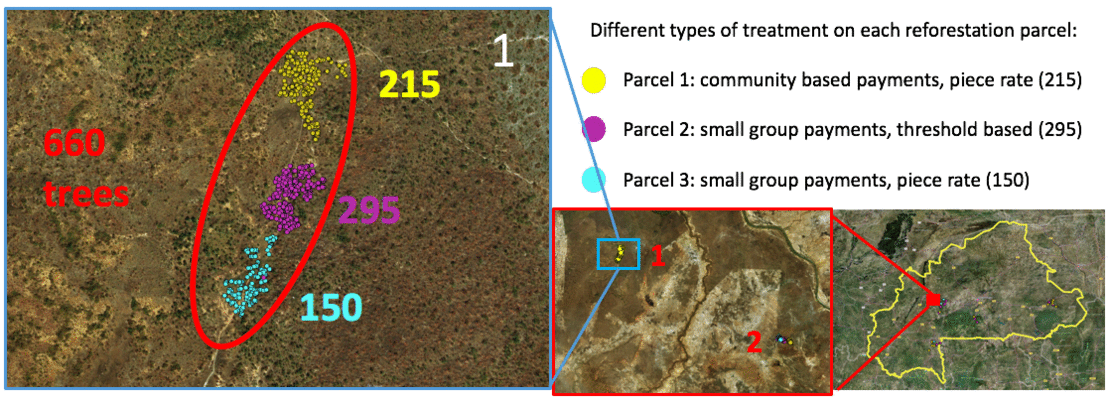 1
215
660
trees
295
150
Different types of treatment on each reforestation parcel:
Parcel 1: community based payments, piece rate (215)
Parcel 2: small group payments, threshold based (295)
Parcel 3: small group payments, piece rate (150)
1
2